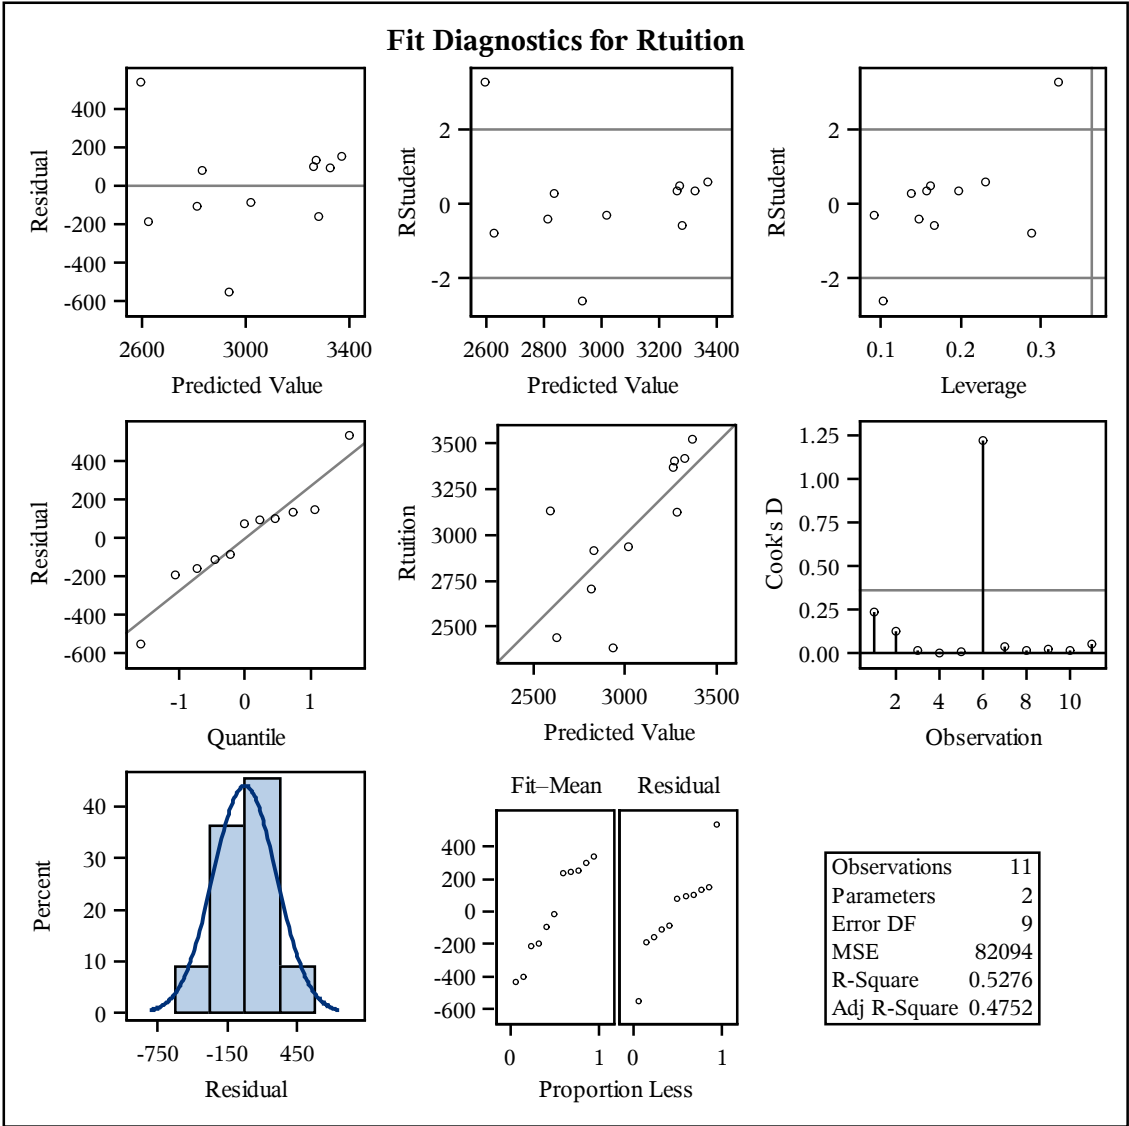 Fit Diagnostics for Rtuition
Residual
400
200
0
-200
-400
-600
2600 3000 3400
Predicted Value
RStudent
2
0
-2
2600 2800 3000 3200 3400
Predicted Value
RStudent
2
0
-2
0.1 0.2 0.3
Leverage
Residual
400
200
0
-200
-400
-600
-1 0 1
Quantile
Rtuition
3500
3250
3000
2750
2500
2500 3000 3500
Predicted Value
Cook's D
1.25
1.00
0.75
0.50
0.25
0.00
2 4 6 8 10
Observation
Percent
40
30
20
10
0
-750 -150 450
Residual
Fit–Mean Residual
400
200
0
-200
-400
-600
0 1 0 1
Proportion Less
Observations 11
Parameters 2
Error DF 9
MSE 82094
R-Square 0.5276
Adj R-Square 0.4752